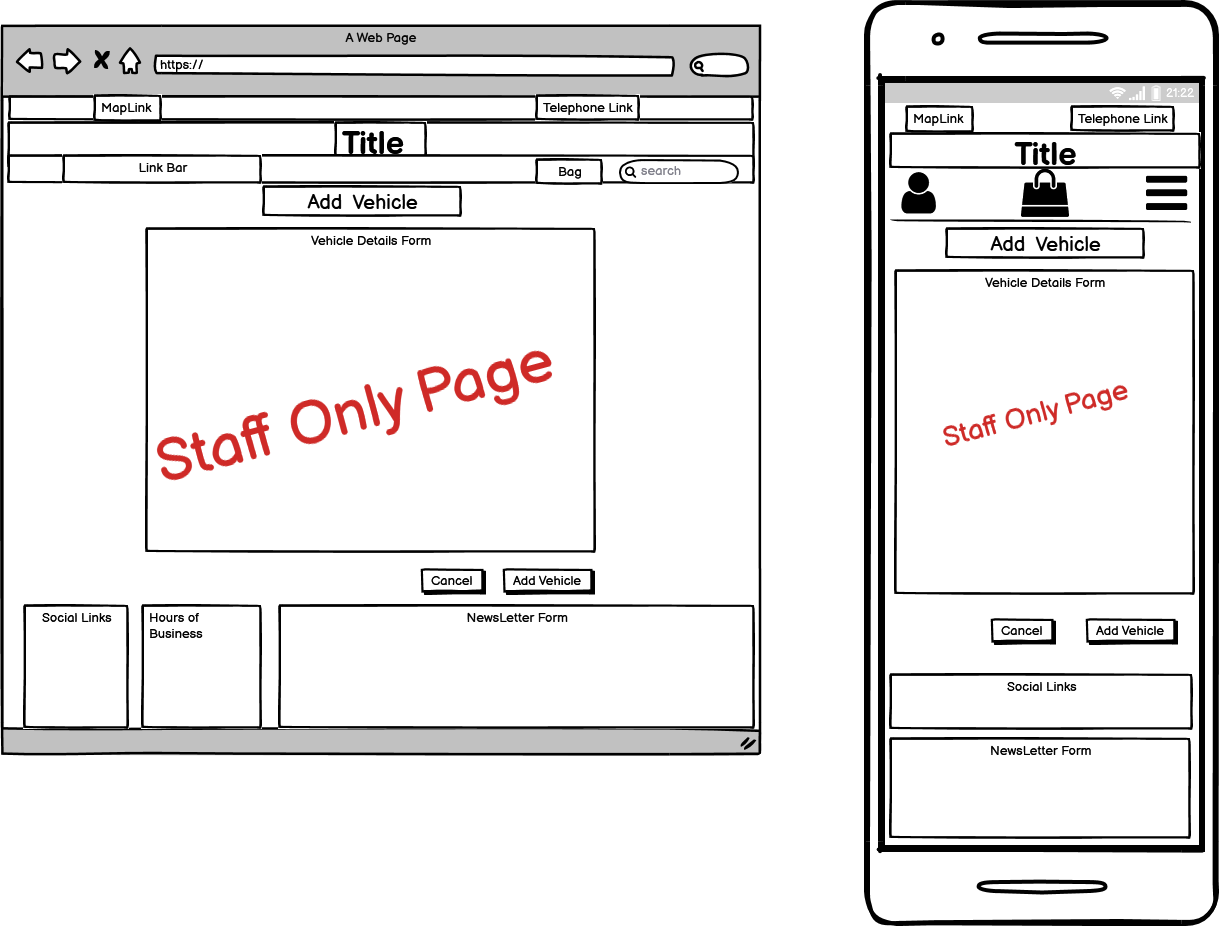 A Web Page
https://
MapLink
Telephone Link
Title
Link Bar
Bag
search
Add Vehicle
Vehicle Details Form
Staff Only Page
Cancel
Add Vehicle
Social Links
Hours of
Business
NewsLetter Form
21:22
MapLink
Telephone Link
Title
Add Vehicle
Vehicle Details Form
Staff Only Page
Cancel
Add Vehicle
Social Links
NewsLetter Form